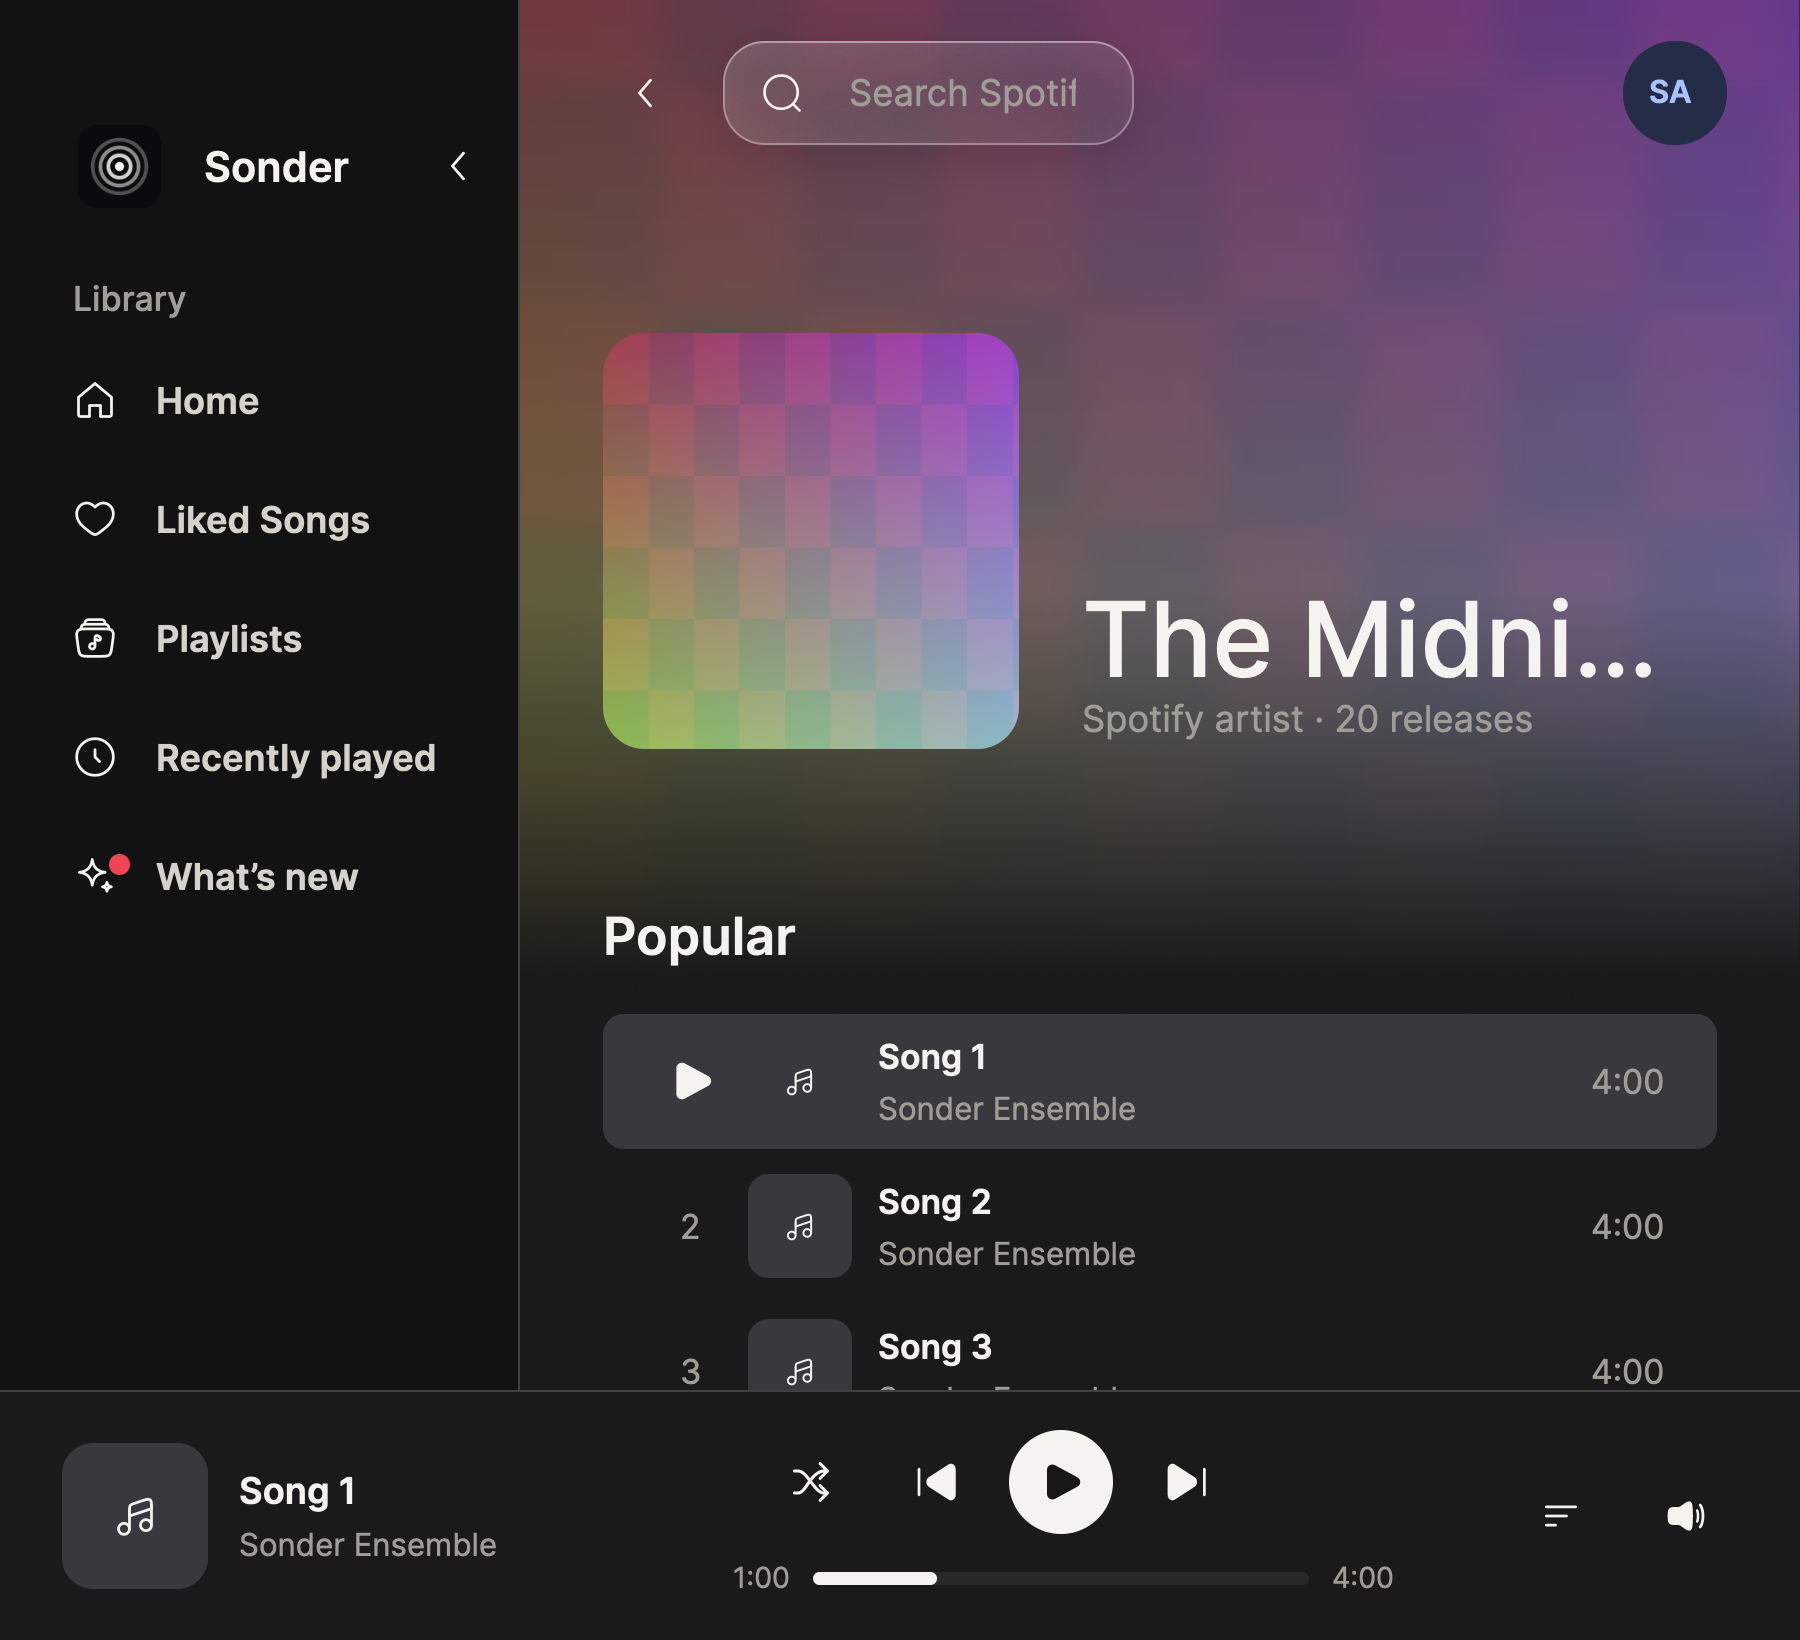 Sonder
Library
Home
Liked Songs
Playlists
Recently played
What’s new
Search Spotif
SA
The Midni...
Spotify artist · 20 releases
Popular
Song 1
Sonder Ensemble
4:00
2
Song 2
Sonder Ensemble
4:00
3
Song 3
4:00
Song 1
Sonder Ensemble
1:00
4:00